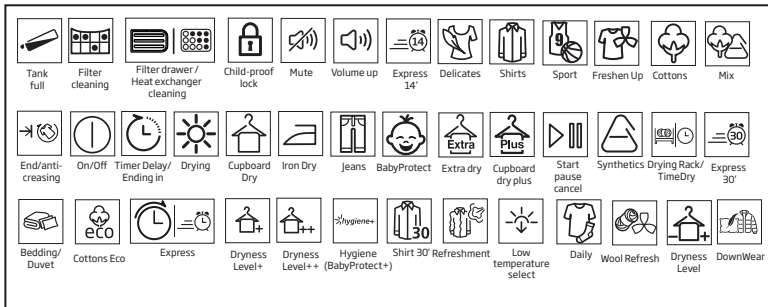 14
9
Tank full
Filter cleaning
Filter drawer / Heat exchanger cleaning
Child-proof lock
Mute
Volume up
Express 14'
Delicates
Shirts
Sport
Freshen Up
Cottons
Mix
Extra
Plus
30
End/anti-creasing
On/Off
Timer Delay/ Ending in
Drying
Cupboard Dry
Iron Dry
Jeans
BabyProtect
Extra dry
Cupboard dry plus
Start pause cancel
Synthetics
Drying Rack/ TimeDry
Express 30'
eco
+
++
hygiene+
30
Bedding/ Duvet
Cottons Eco
Express
Dryness Level+
Dryness Level++
Hygiene (BabyProtect+)
Shirt 30'
Refreshment
Low temperature select
Daily
Wool Refresh
Dryness Level
DownWear